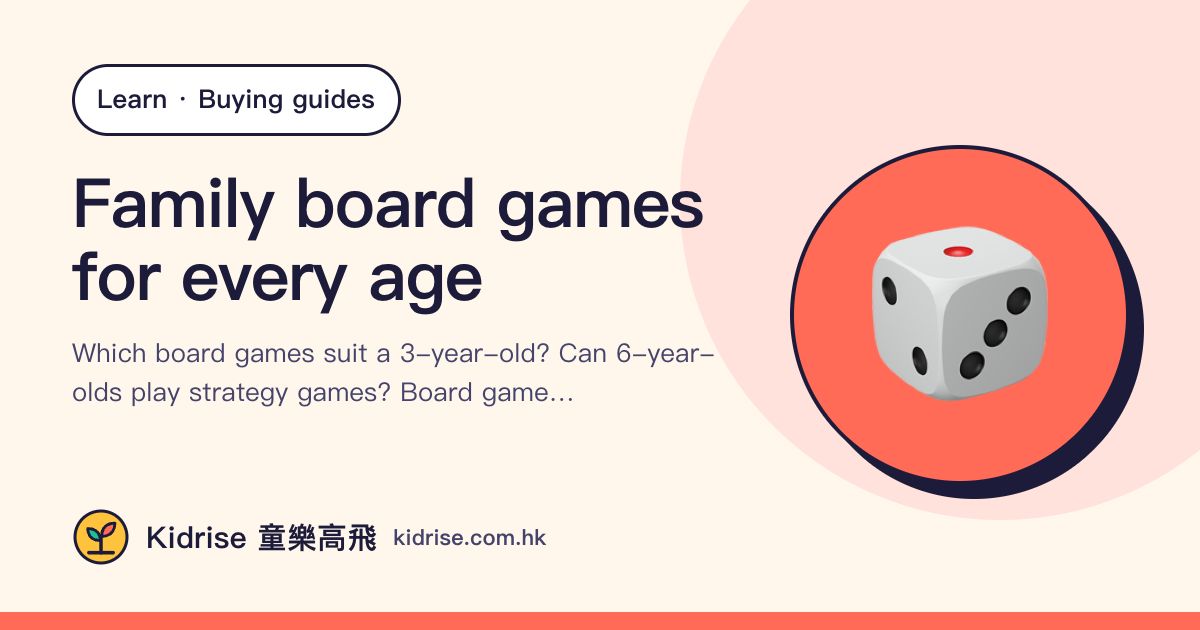 Learn · Buying guides
Family board games
for every age
Which board games suit a 3-year-old? Can 6-year-
olds play strategy games? Board game...
Kidrise 童樂高飛 kidrise.com.hk